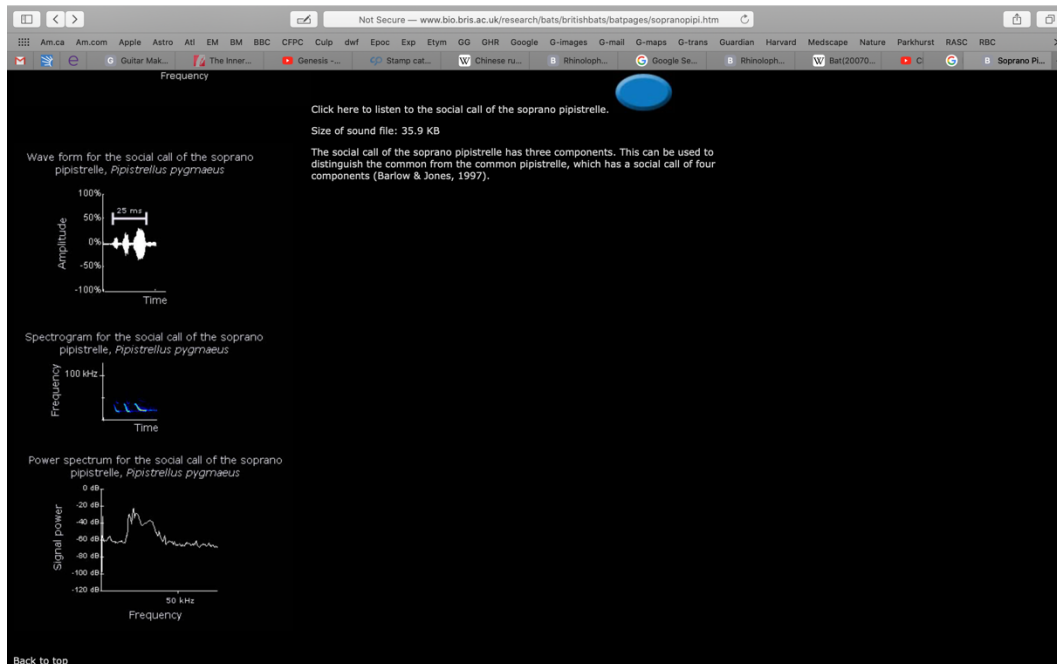 Not Secure — www.bio.bris.ac.uk/research/bats/britishbats/batpages/sopranopipi.htm
Am.ca Am.com Apple Astro Atl EM BM BBC CFPC Culp dwf Epoc Exp Etym GG GHR Google G-images G-mail G-maps G-trans Guardian Harvard Medscape Nature Parkhurst RASC RBC
Guitar Mak... The Inner... Genesis -... Stamp cat... Chinese ru... Rhinoloph... Google Se... Rhinoloph... Bat(20070... Soprano Pi...
Frequency
Click here to listen to the social call of the soprano pipistrelle.
Size of sound file: 35.9 KB
The social call of the soprano pipistrelle has three components. This can be used to
distinguish the common from the common pipistrelle, which has a social call of four
components (Barlow & Jones, 1997).
Wave form for the social call of the soprano
pipistrelle, Pipistrellus pygmaeus
100%
25 ms
50%
0%
-50%
-100%
Amplitude
Time
Spectrogram for the social call of the soprano
pipistrelle, Pipistrellus pygmaeus
100 kHz
Frequency
Time
Power spectrum for the social call of the soprano
pipistrelle, Pipistrellus pygmaeus
0 dB
-20 dB
-40 dB
-60 dB
-80 dB
-100 dB
-120 dB
Signal power
50 kHz
Frequency
Back to top